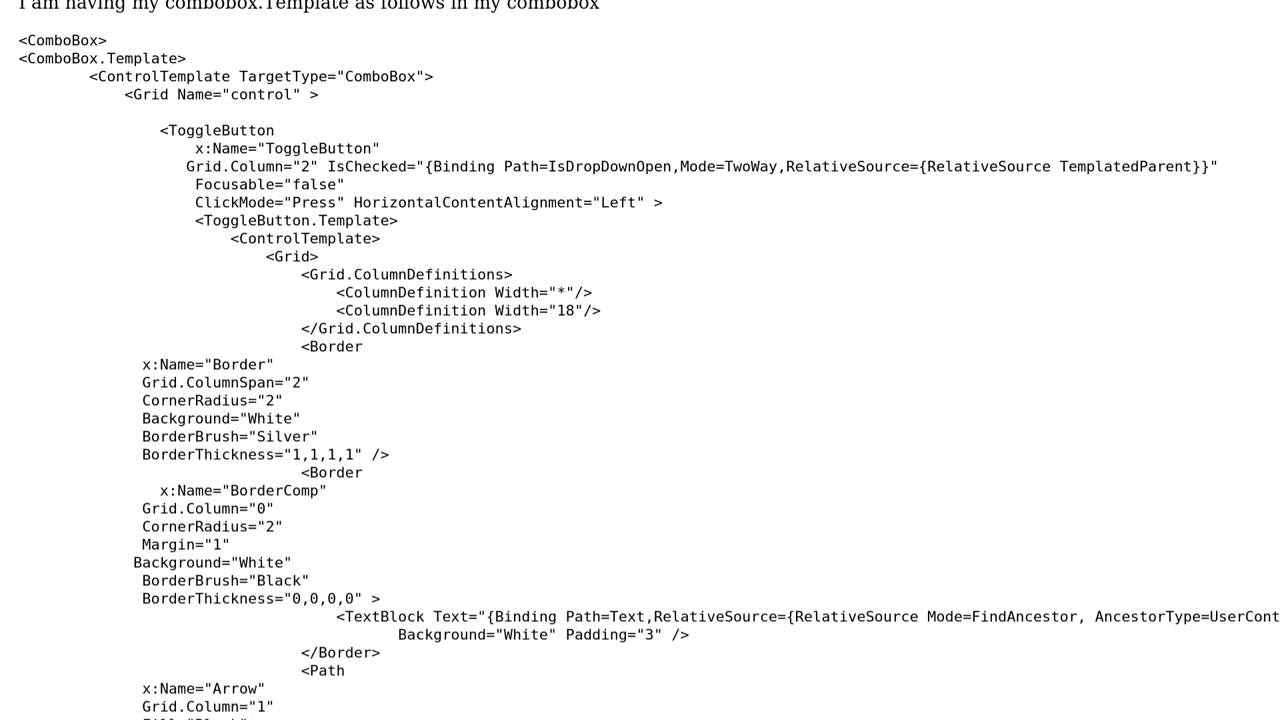 I am having my combobox.Template as follows in my combobox
<ComboBox>
<ComboBox.Template>
<ControlTemplate TargetType="ComboBox">
<Grid Name="control" >
<ToggleButton
x:Name="ToggleButton"
Grid.Column="2" IsChecked="{Binding Path=IsDropDownOpen,Mode=TwoWay,RelativeSource={RelativeSource TemplatedParent}}"
Focusable="false"
ClickMode="Press" HorizontalContentAlignment="Left" >
<ToggleButton.Template>
<ControlTemplate>
<Grid>
<Grid.ColumnDefinitions>
<ColumnDefinition Width="*"/>
<ColumnDefinition Width="18"/>
</Grid.ColumnDefinitions>
<Border
x:Name="Border"
Grid.ColumnSpan="2"
CornerRadius="2"
Background="White"
BorderBrush="Silver"
BorderThickness="1,1,1,1" />
<Border
x:Name="BorderComp"
Grid.Column="0"
CornerRadius="2"
Margin="1"
Background="White"
BorderBrush="Black"
BorderThickness="0,0,0,0" >
<TextBlock Text="{Binding Path=Text,RelativeSource={RelativeSource Mode=FindAncestor, AncestorType=UserCont
Background="White" Padding="3" />
</Border>
<Path
x:Name="Arrow"
Grid.Column="1"